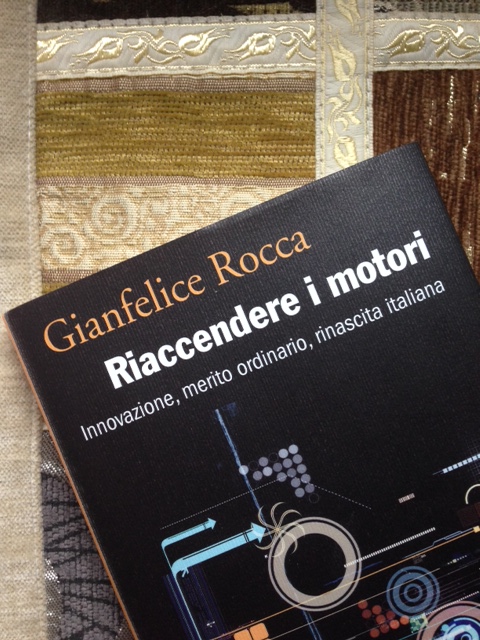 Gianfelice Rocca
Riaccendere i motori
Innovazione, merito ordinario, rinascita italiana